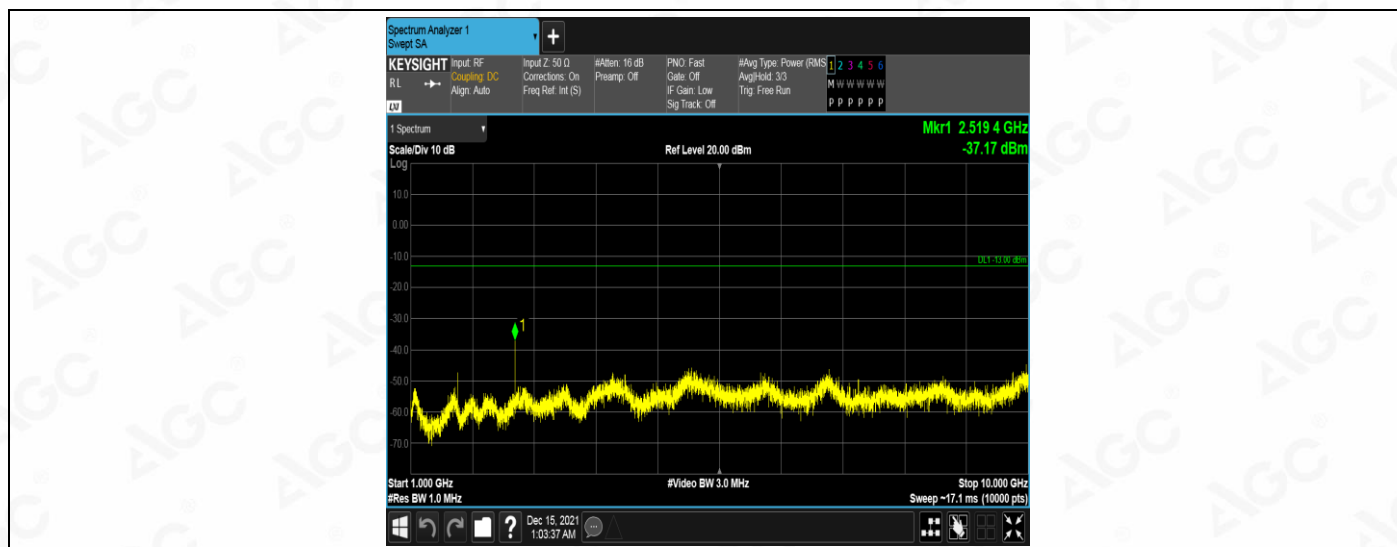 Spectrum Analyzer 1
Swept SA
KEYSIGHT
RL
LXI
Input: RF
Coupling: DC
Align: Auto
Input Z: 50 Ω
Corrections: On
Freq Ref: Int (S)
#Atten: 16 dB
Preamp: Off
PNO: Fast
Gate: Off
IF Gain: Low
Sig Track: Off
#Avg Type: Power (RMS
Avg|Hold: 3/3
Trig: Free Run
1 2 3 4 5 6
M W W W W W
P P P P P P
1 Spectrum
Mkr1 2.519 4 GHz
Scale/Div 10 dB
Ref Level 20.00 dBm
-37.17 dBm
Log
10.0
0.00
-10.0
DL1 -13.00 dBm
-20.0
-30.0
1
-40.0
-50.0
-60.0
-70.0
Start 1.000 GHz
#Video BW 3.0 MHz
Stop 10.000 GHz
#Res BW 1.0 MHz
Sweep ~17.1 ms (10000 pts)
?
Dec 15, 2021
1:03:37 AM
AGC